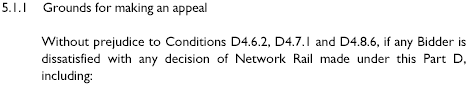 5.1.1 Grounds for making an appeal
Without prejudice to Conditions D4.6.2, D4.7.1 and D4.8.6, if any Bidder is
dissatisfied with any decision of Network Rail made under this Part D,
including: